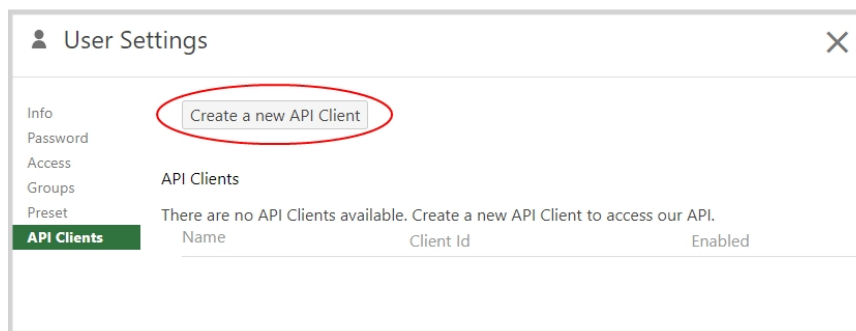 User Settings
Info
Password
Access
Groups
Preset
API Clients
Create a new API Client
API Clients
There are no API Clients available. Create a new API Client to access our API.
Name Client Id Enabled